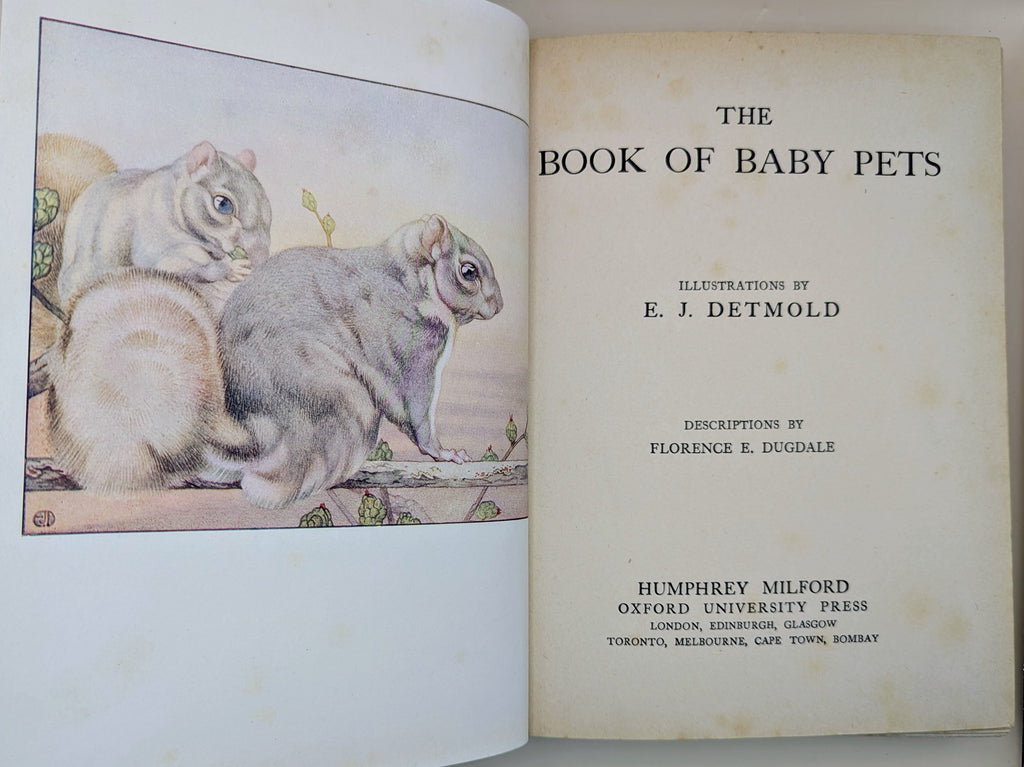 THE
BOOK OF BABY PETS
ILLUSTRATIONS BY
E. J. DETMOLD
DESCRIPTIONS BY
FLORENCE E. DUGDALE
HUMPHREY MILFORD
OXFORD UNIVERSITY PRESS
LONDON, EDINBURGH, GLASGOW
TORONTO, MELBOURNE, CAPE TOWN, BOMBAY